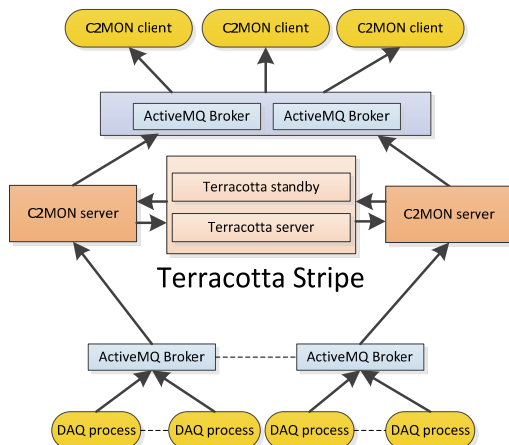 C2MON client
C2MON client
C2MON client
ActiveMQ Broker
ActiveMQ Broker
Terracotta standby
C2MON server
Terracotta server
C2MON server
Terracotta Stripe
ActiveMQ Broker
ActiveMQ Broker
DAQ process
DAQ process
DAQ process
DAQ process